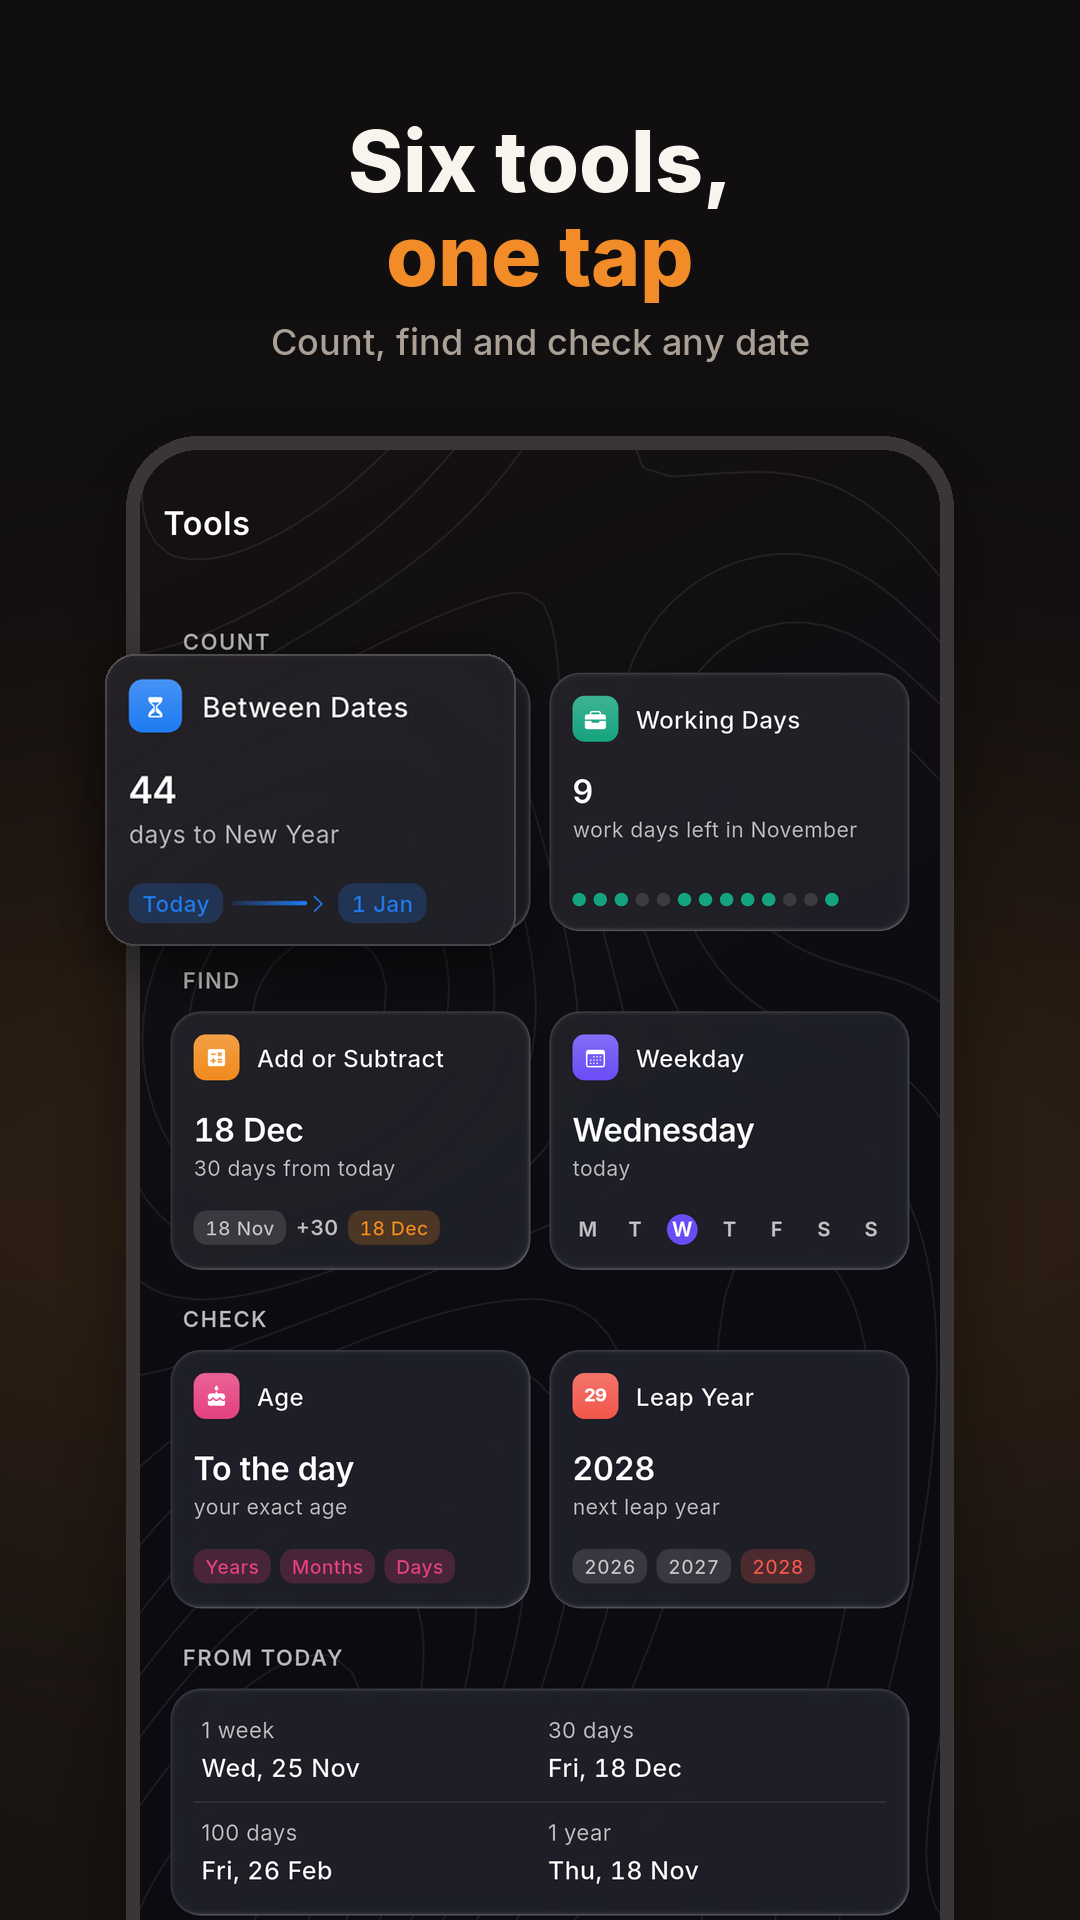 Six tools,
one tap
Count, find and check any date
Tools
COUNT
Between Dates
44
days to New Year
Today
1 Jan
Working Days
9
work days left in November
FIND
Add or Subtract
18 Dec
30 days from today
18 Nov +30 18 Dec
Weekday
Wednesday
today
M T W T F S S
CHECK
Age
To the day
your exact age
Years Months Days
29
Leap Year
2028
next leap year
2026 2027 2028
FROM TODAY
1 week
Wed, 25 Nov
30 days
Fri, 18 Dec
100 days
Fri, 26 Feb
1 year
Thu, 18 Nov